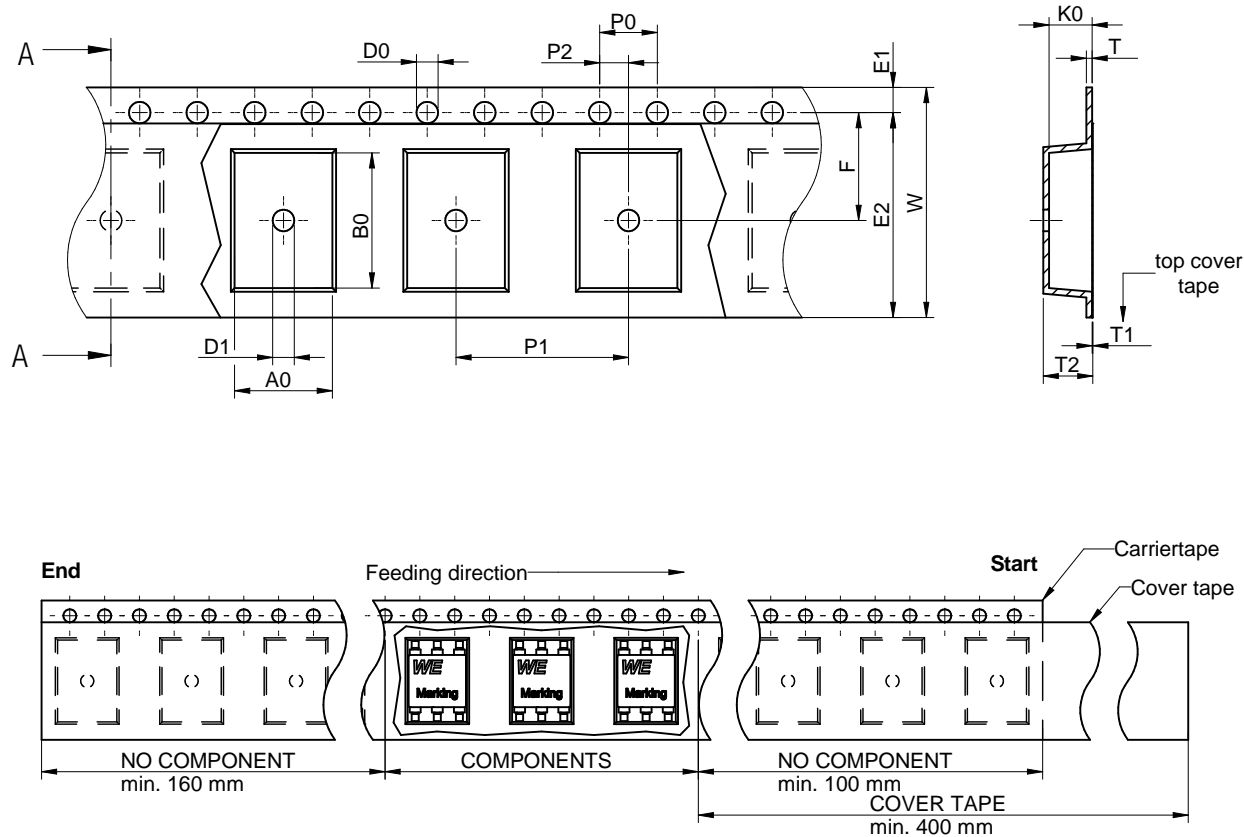 A
D0
P2
P0
E1
K0
T
B0
F
E2
W
top cover
tape
A
D1
A0
P1
T1
T2
End
Feeding direction
Start
Carriertape
Cover tape
WE
Marking
WE
Marking
WE
Marking
NO COMPONENT
min. 160 mm
COMPONENTS
NO COMPONENT
min. 100 mm
COVER TAPE
min. 400 mm